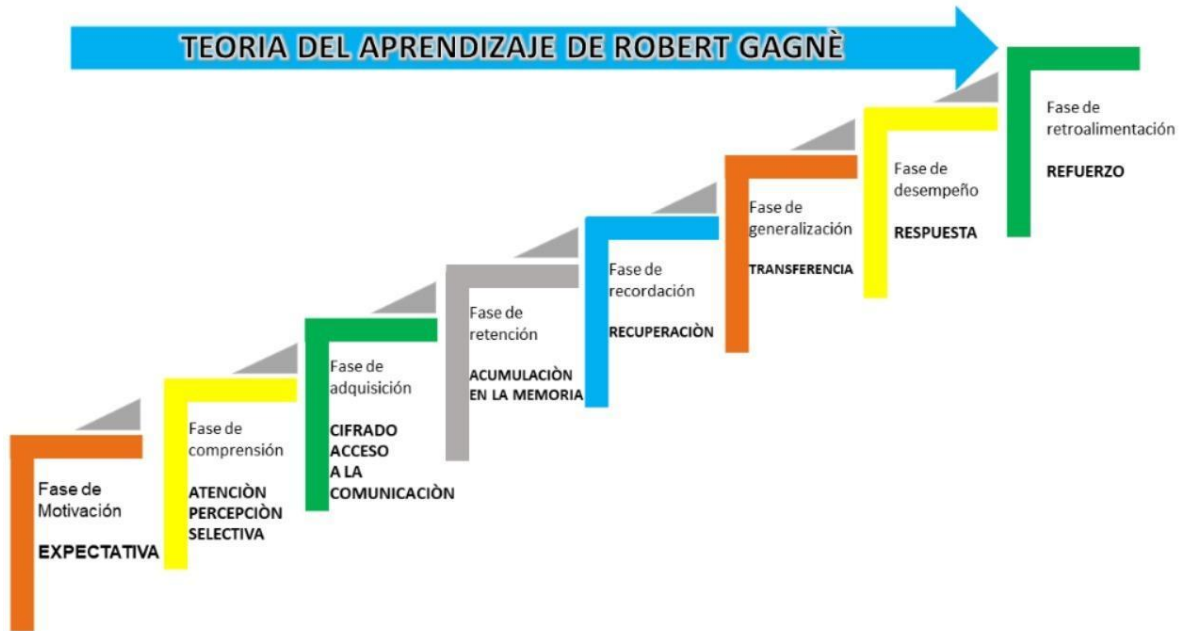 TEORIA DEL APRENDIZAJE DE ROBERT GAGNÈ
Fase de
Motivación
EXPECTATIVA
Fase de
comprensión
ATENCIÒN
PERCEPCIÒN
SELECTIVA
Fase de
adquisición
CIFRADO
ACCESO
A LA
COMUNICACIÒN
Fase de
retención
ACUMULACIÒN
EN LA MEMORIA
Fase de
recordación
RECUPERACIÒN
Fase de
generalización
TRANSFERENCIA
Fase de
desempeño
RESPUESTA
Fase de
retroalimentación
REFUERZO